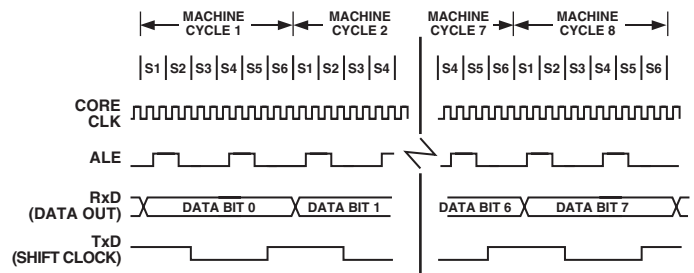 MACHINE CYCLE 1
MACHINE CYCLE 2
MACHINE CYCLE 7
MACHINE CYCLE 8
S1 S2 S3 S4 S5 S6 S1 S2 S3 S4
S4 S5 S6 S1 S2 S3 S4 S5 S6
CORE CLK
ALE
RxD (DATA OUT)
DATA BIT 0
DATA BIT 1
DATA BIT 6
DATA BIT 7
TxD (SHIFT CLOCK)